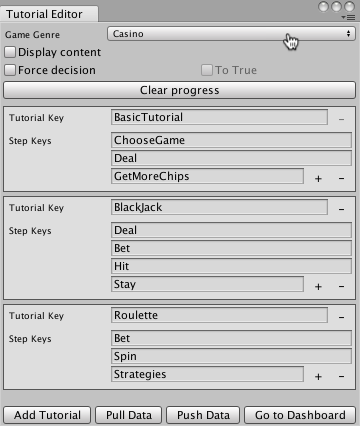 Tutorial Editor
Game Genre Casino
Display content
Force decision To True
Clear progress
Tutorial Key BasicTutorial –
Step Keys ChooseGame
Deal
GetMoreChips + –
Tutorial Key BlackJack –
Step Keys Deal
Bet
Hit
Stay + –
Tutorial Key Roulette –
Step Keys Bet
Spin
Strategies + –
Add Tutorial Pull Data Push Data Go to Dashboard